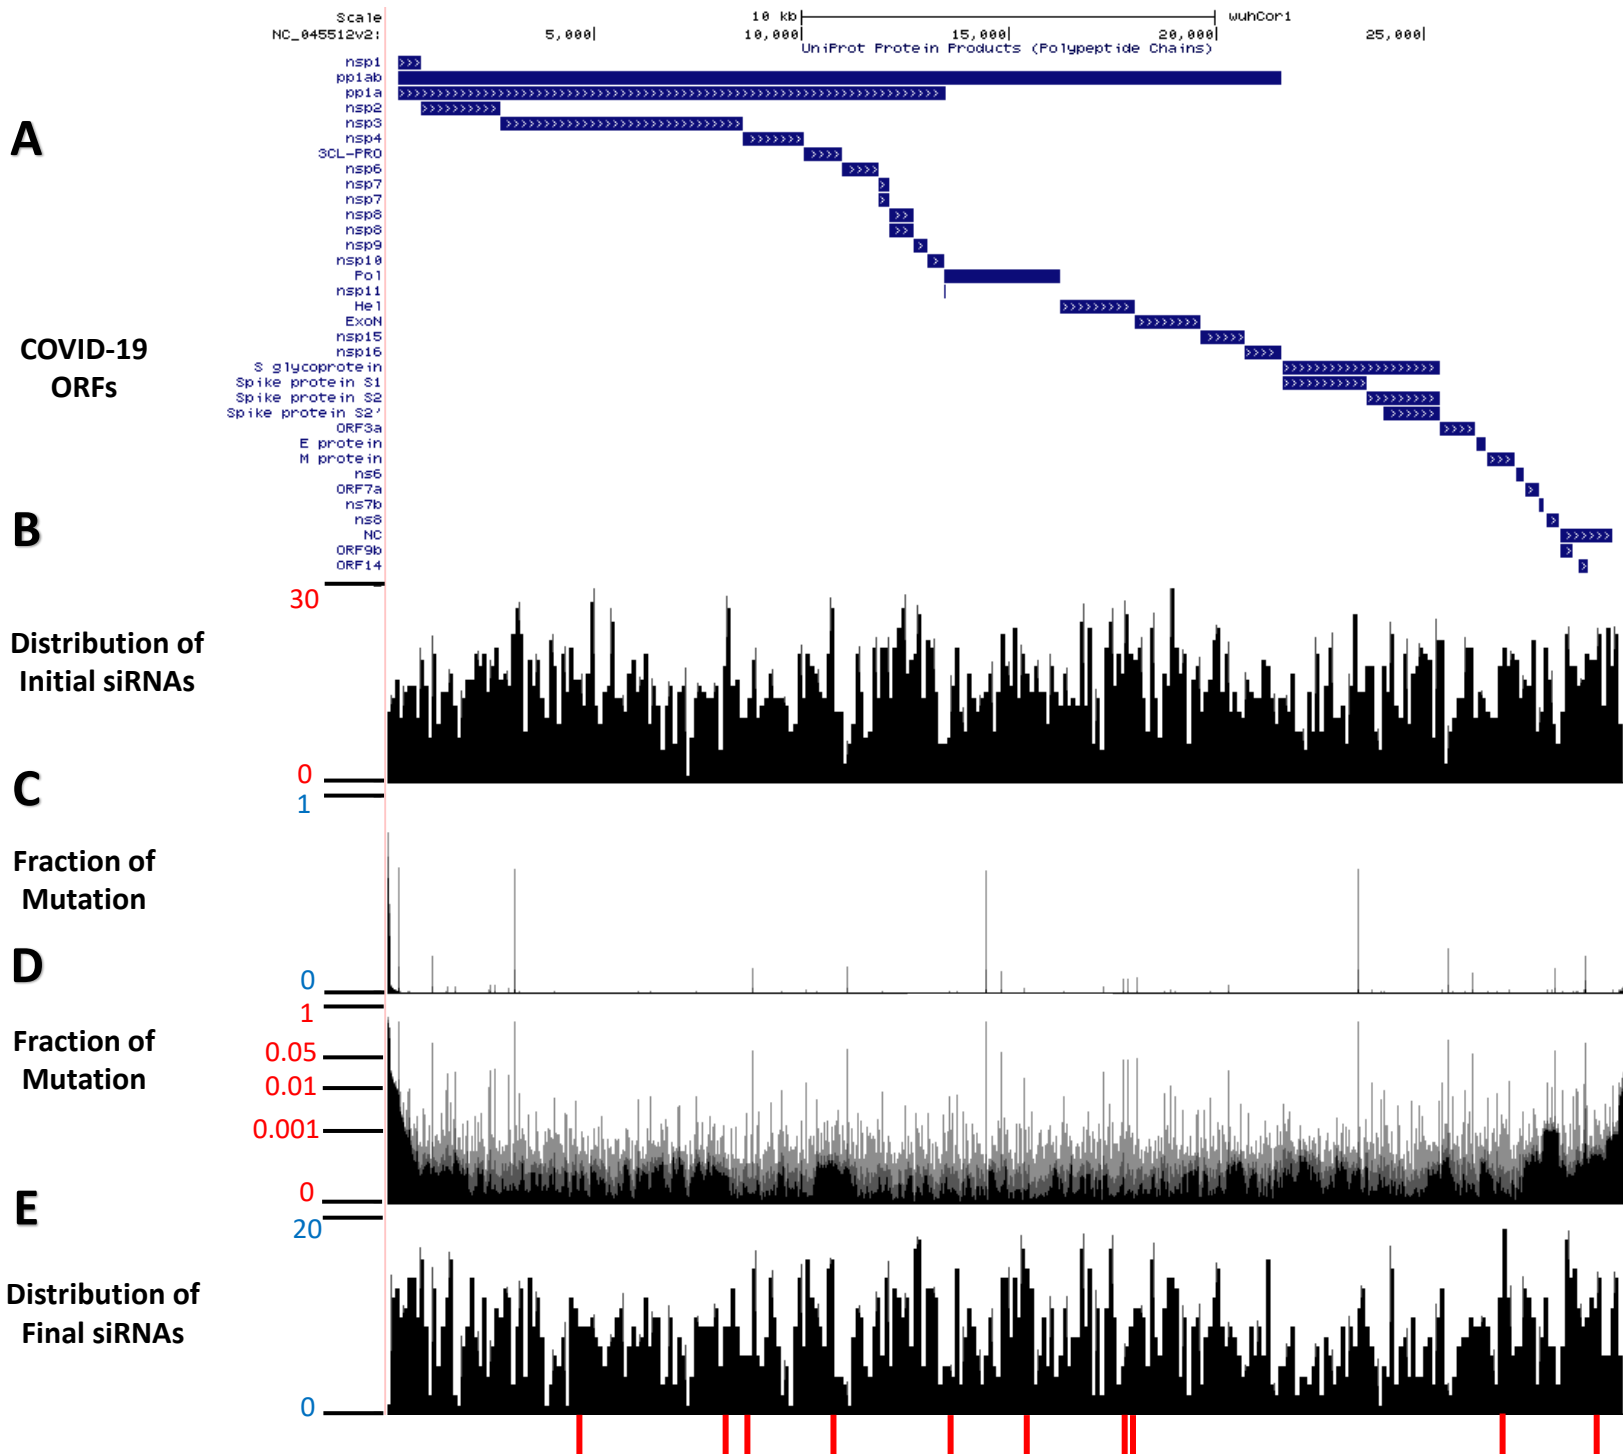 Scale 10 kb wuhCor1
NC_045512v2: 5,000| 10,000| 15,000| 20,000| 25,000|
UniProt Protein Products (Polypeptide Chains)
nsp1
pp1ab
pp1a
nsp2
A
nsp3
nsp4
3CL-PRO
nsp6
nsp7
nsp7
nsp8
nsp8
nsp9
nsp10
Pol
nsp11
Hel
ExoN
COVID-19
ORFs
nsp15
nsp16
S glycoprotein
Spike protein S1
Spike protein S2
Spike protein S2'
ORF3a
E protein
M protein
ns6
ORF7a
ns7b
B
ns8
NC
ORF9b
ORF14
30
Distribution of
Initial siRNAs
0
C
1
Fraction of
Mutation
0
D
1
Fraction of
Mutation
0.05
0.01
0.001
0
E
20
Distribution of
Final siRNAs
0